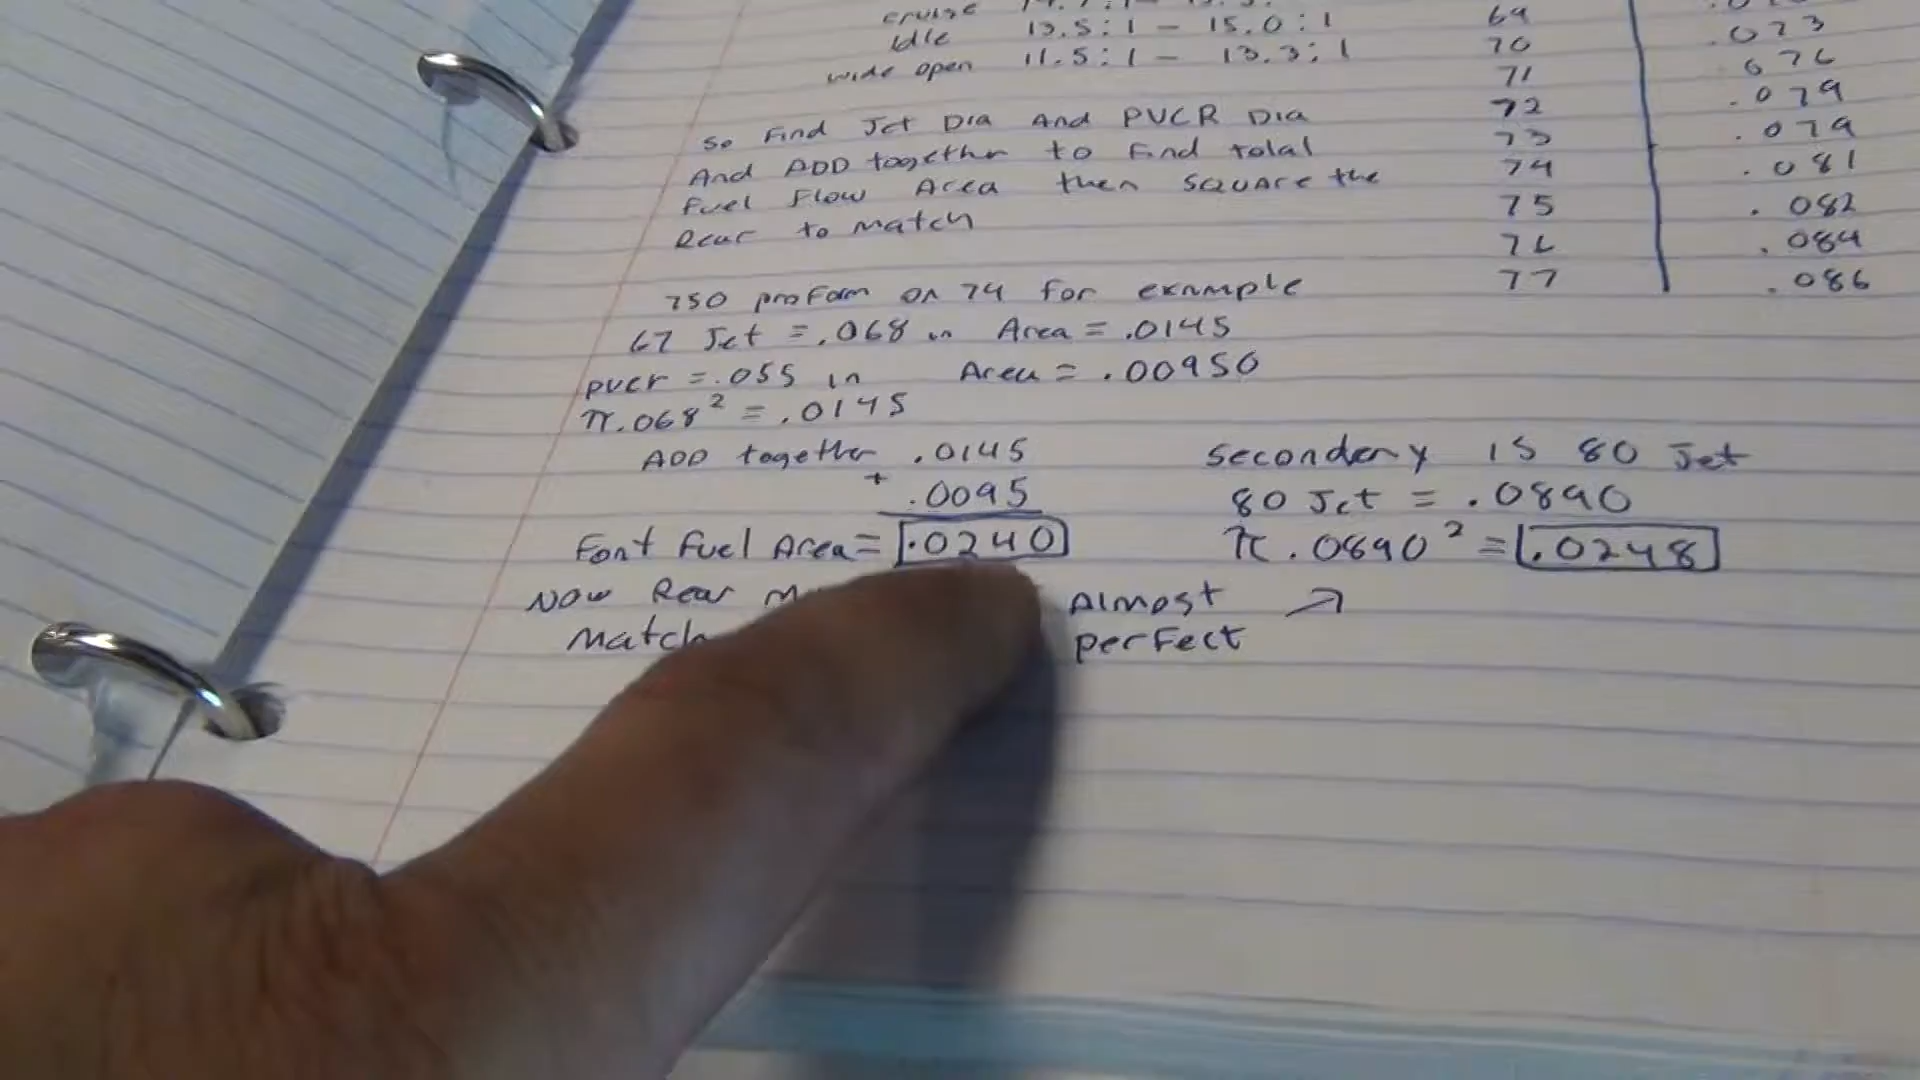 cruise
Idle 13.5:1 - 15.0:1
wide open 11.5:1 - 13.3:1
So Find Jet Dia And PVCR Dia
And ADD together to Find total
Fuel Flow Area then Square the
Rear to Match
750 proform on 74 for example
67 Jet = .068 in Area = .0145
pvcr = .055 in Area = .00950
π.068² = .0145
ADD together .0145
+ .0095
Font Fuel Area = .0240
Now Rear M
Match
Almost
perfect
Secondery is 80 Jet
80 Jet = .0890
π.0890² = .0248
69
70 .073
71 076
72 .079
73 .079
74 .081
75 .082
76 .084
77 .086